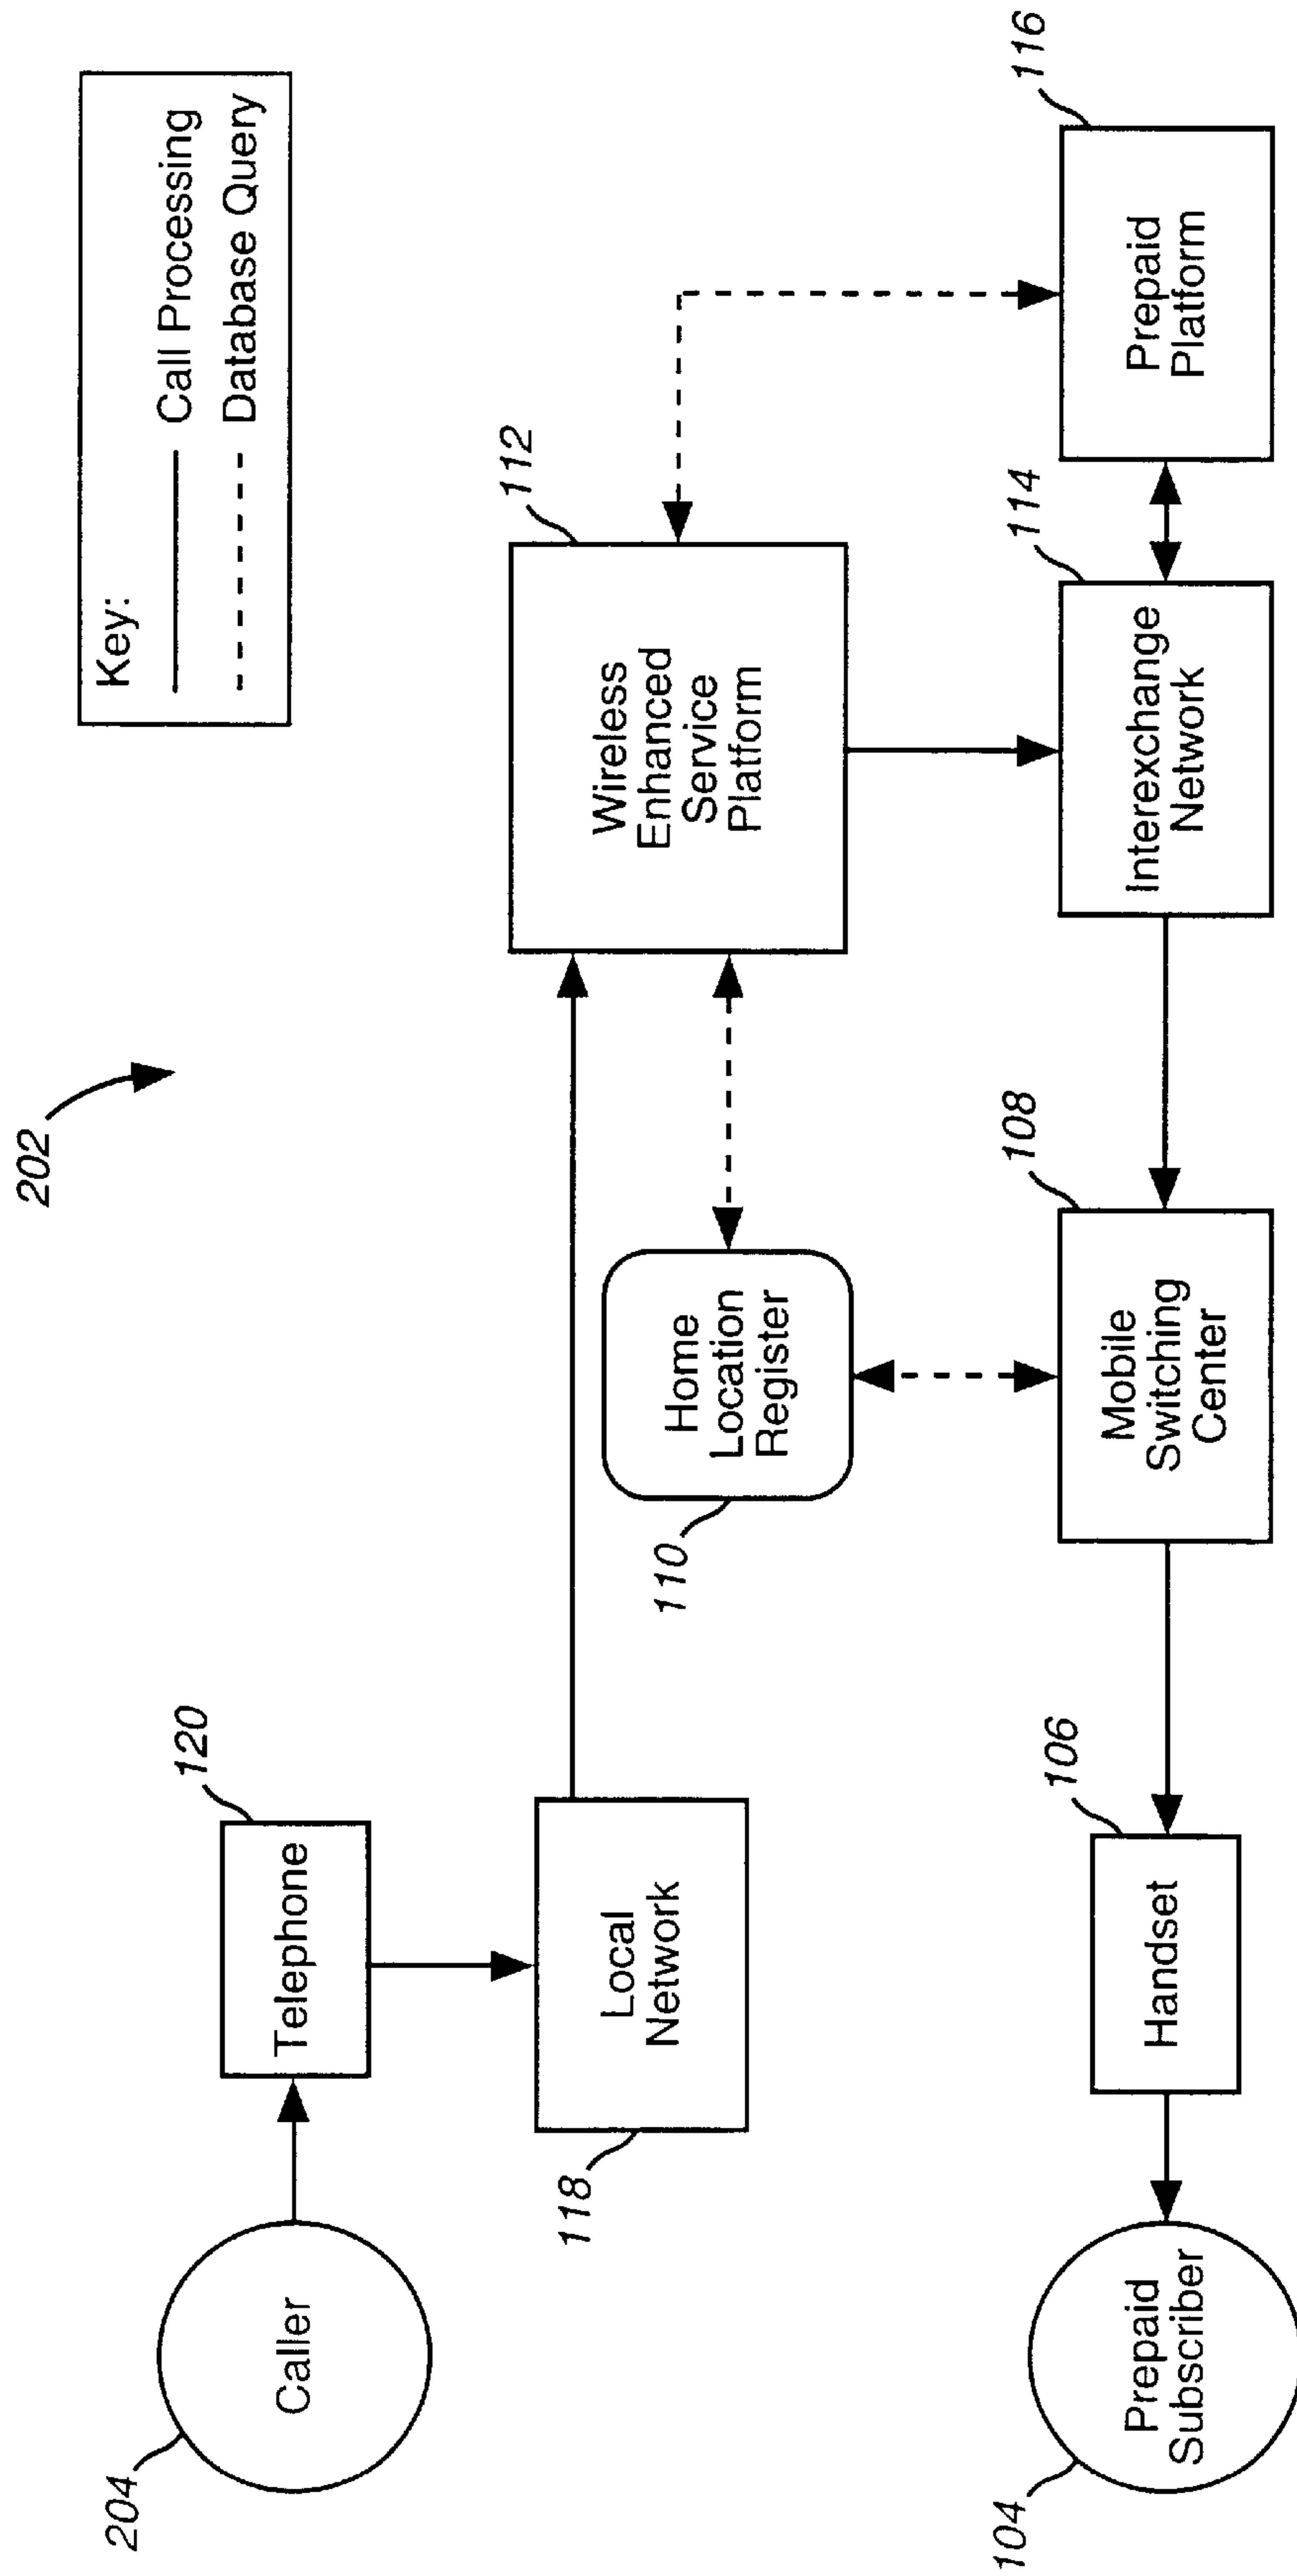 202
Key:
Call Processing
Database Query
204
Caller
120
Telephone
118
Local
Network
112
Wireless
Enhanced
Service
Platform
110
Home
Location
Register
104
Prepaid
Subscriber
106
Handset
108
Mobile
Switching
Center
114
Interexchange
Network
116
Prepaid
Platform